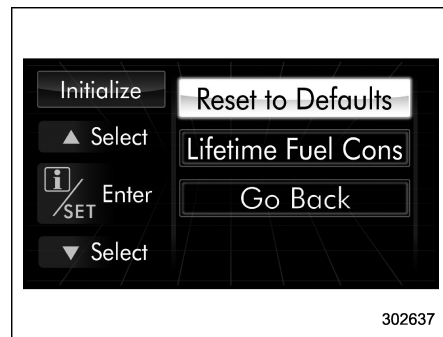 Initialize
Reset to Defaults
▲ Select
Lifetime Fuel Cons
i/SET Enter
Go Back
▼ Select
302637